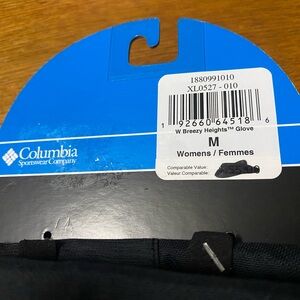 1880991010
XL0527 - 010
1 92660 64518 6
W Breezy Heights™ Glove
M
Womens / Femmes
Comparable Value:
Valeur Comparable:
Columbia
Sportswear Company